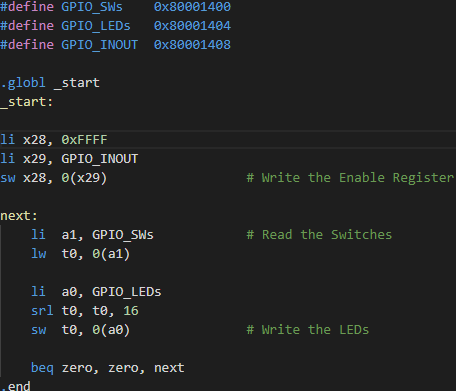 #define GPIO_SWs    0x80001400
#define GPIO_LEDs   0x80001404
#define GPIO_INOUT  0x80001408
.globl _start
_start:
li x28, 0xFFFF
li x29, GPIO_INOUT
sw x28, 0(x29)                  # Write the Enable Register
next:
    li  a1, GPIO_SWs            # Read the Switches
    lw  t0, 0(a1)
    li  a0, GPIO_LEDs
    srl t0, t0, 16
    sw  t0, 0(a0)               # Write the LEDs
    beq zero, zero, next
.end